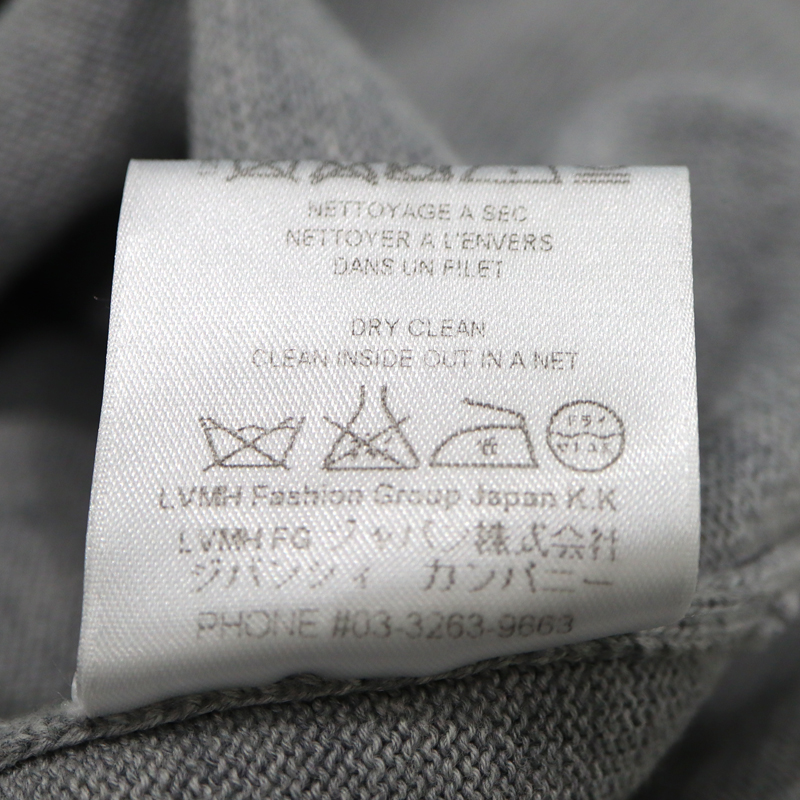 NETTOYAGE A SEC
NETTOYER A L'ENVERS
DANS UN FILET
DRY CLEAN
CLEAN INSIDE OUT IN A NET
LVMH Fashion Group Japan K.K
LVMH FG ジャパン株式会社
ジバンシィ カンパニー
PHONE #03-3263-9663